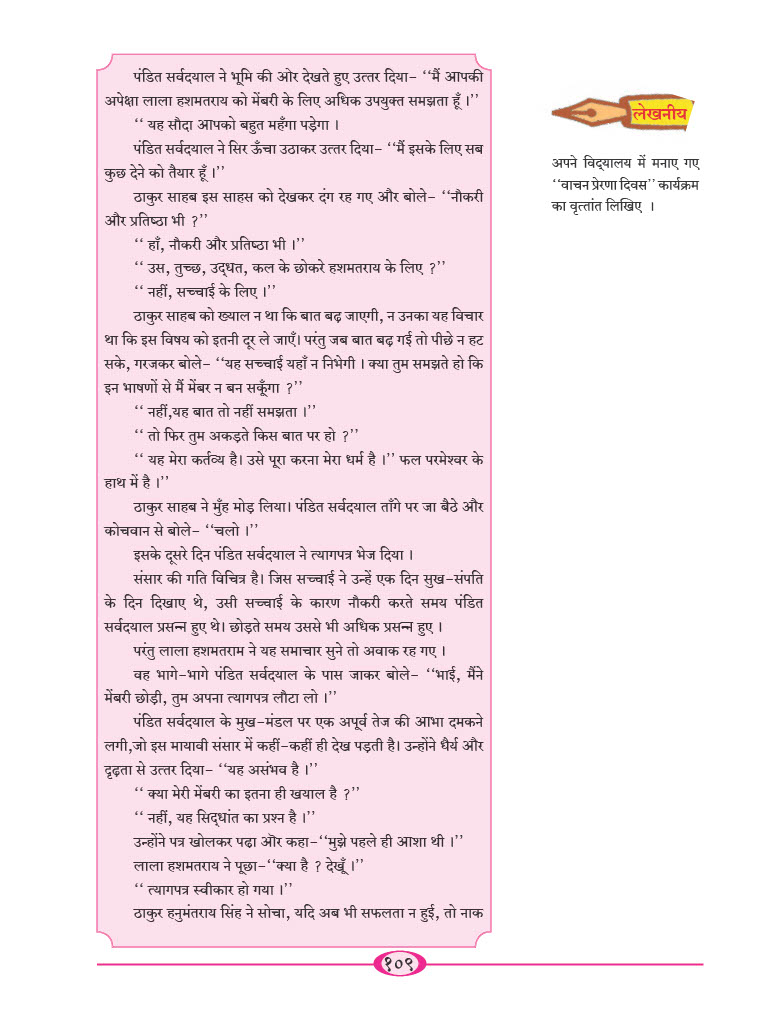 पंडित सर्वदयाल ने भूमि की ओर देखते हुए उत्तर दिया- ‘‘मैं आपकी
अपेक्षा लाला हशमतराय को मेंबरी के लिए अधिक उपयुक्त समझता हूँ ।’’
‘‘ यह सौदा आपको बहुत महँगा पड़ेगा ।
पंडित सर्वदयाल ने सिर ऊँचा उठाकर उत्तर दिया- ‘‘मैं इसके लिए सब
कुछ देने को तैयार हूँ ।’’
ठाकुर साहब इस साहस को देखकर दंग रह गए और बोले- ‘‘नौकरी
और प्रतिष्ठा भी ?’’
‘‘ हाँ, नौकरी और प्रतिष्ठा भी ।’’
‘‘ उस, तुच्छ, उद्धत, कल के छोकरे हशमतराय के लिए ?’’
‘‘ नहीं, सच्चाई के लिए ।’’
ठाकुर साहब को ख्याल न था कि बात बढ़ जाएगी, न उनका यह विचार
था कि इस विषय को इतनी दूर ले जाएँ। परंतु जब बात बढ़ गई तो पीछे न हट
सके, गरजकर बोले- ‘‘यह सच्चाई यहाँ न निभेगी । क्या तुम समझते हो कि
इन भाषणों से मैं मेंबर न बन सकूँगा ?’’
‘‘ नहीं,यह बात तो नहीं समझता ।’’
‘‘ तो फिर तुम अकड़ते किस बात पर हो ?’’
‘‘ यह मेरा कर्तव्य है। उसे पूरा करना मेरा धर्म है ।’’ फल परमेश्वर के
हाथ में है ।’’
ठाकुर साहब ने मुँह मोड़ लिया। पंडित सर्वदयाल ताँगे पर जा बैठे और
कोचवान से बोले- ‘‘चलो ।’’
इसके दूसरे दिन पंडित सर्वदयाल ने त्यागपत्र भेज दिया ।
संसार की गति विचित्र है। जिस सच्चाई ने उन्हें एक दिन सुख-संपति
के दिन दिखाए थे, उसी सच्चाई के कारण नौकरी करते समय पंडित
सर्वदयाल प्रसन्न हुए थे। छोड़ते समय उससे भी अधिक प्रसन्न हुए ।
परंतु लाला हशमतराम ने यह समाचार सुने तो अवाक रह गए ।
वह भागे-भागे पंडित सर्वदयाल के पास जाकर बोले- ‘‘भाई, मैंने
मेंबरी छोड़ी, तुम अपना त्यागपत्र लौटा लो ।’’
पंडित सर्वदयाल के मुख-मंडल पर एक अपूर्व तेज की आभा दमकने
लगी,जो इस मायावी संसार में कहीं-कहीं ही देख पड़ती है। उन्होंने धैर्य और
दृढ़ता से उत्तर दिया- ‘‘यह असंभव है ।’’
‘‘ क्या मेरी मेंबरी का इतना ही खयाल है ?’’
‘‘ नहीं, यह सिद्धांत का प्रश्न है ।’’
उन्होंने पत्र खोलकर पढ़ा ऒर कहा-‘‘मुझे पहले ही आशा थी ।’’
लाला हशमतराय ने पूछा-‘‘क्या है ? देखूँ ।’’
‘‘ त्यागपत्र स्वीकार हो गया ।’’
ठाकुर हनुमंतराय सिंह ने सोचा, यदि अब भी सफलता न हुई, तो नाक
लेखनीय
अपने विद्यालय में मनाए गए
‘‘वाचन प्रेरणा दिवस’’ कार्यक्रम
का वृत्तांत लिखिए ।
१०९